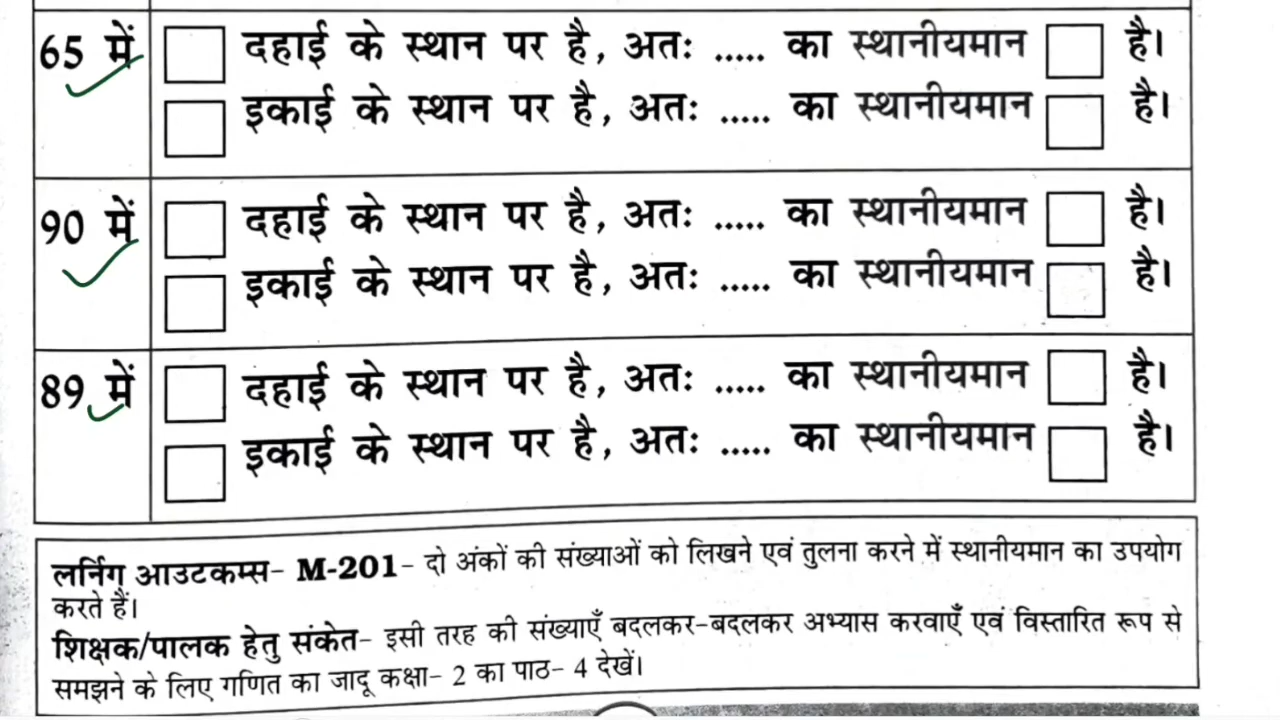 65 में दहाई के स्थान पर है, अतः ..... का स्थानीयमान है।
इकाई के स्थान पर है, अतः ..... का स्थानीयमान है।
90 में दहाई के स्थान पर है, अतः ..... का स्थानीयमान है।
इकाई के स्थान पर है, अतः ..... का स्थानीयमान है।
89 में दहाई के स्थान पर है, अतः ..... का स्थानीयमान है।
इकाई के स्थान पर है, अतः ..... का स्थानीयमान है।
लर्निग आउटकम्स- M-201- दो अंकों की संख्याओं को लिखने एवं तुलना करने में स्थानीयमान का उपयोग
करते हैं।
शिक्षक/पालक हेतु संकेत- इसी तरह की संख्याएँ बदलकर-बदलकर अभ्यास करवाएँ एवं विस्तारित रूप से
समझने के लिए गणित का जादू कक्षा- 2 का पाठ- 4 देखें।